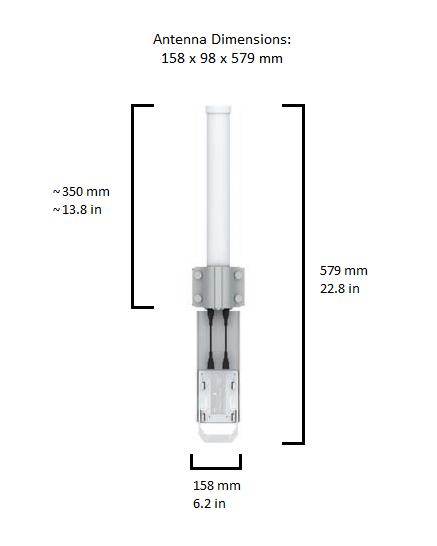 Antenna Dimensions:
158 x 98 x 579 mm
~350 mm
~13.8 in
579 mm
22.8 in
158 mm
6.2 in